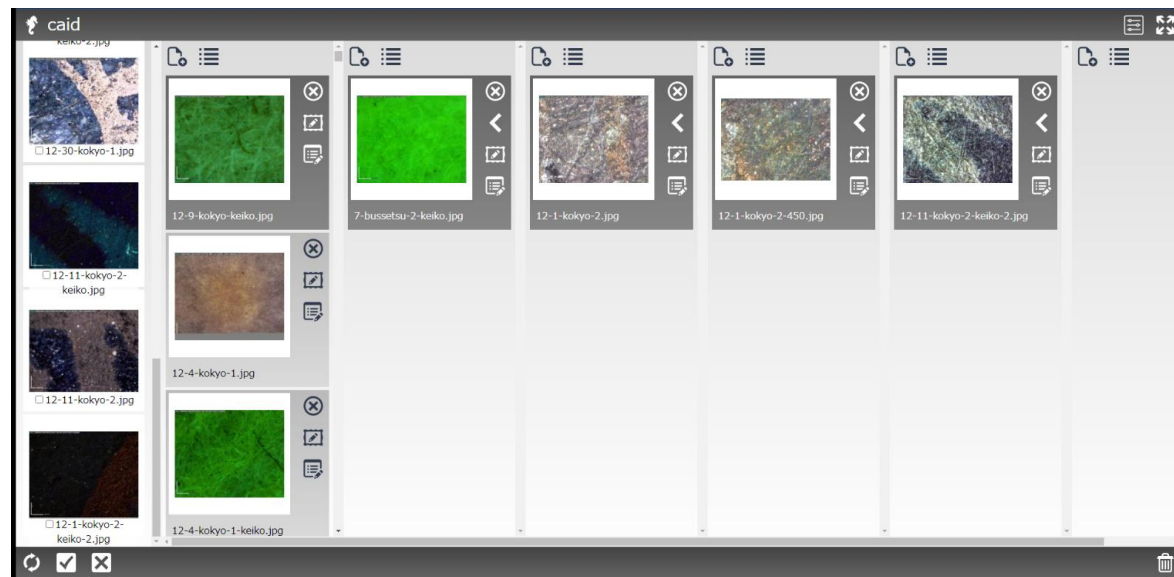 caid
keiko-2.jpg
12-30-kokyo-1.jpg
12-11-kokyo-2-
keiko.jpg
12-11-kokyo-2.jpg
12-1-kokyo-2-
keiko-2.jpg
12-9-kokyo-keiko.jpg
12-4-kokyo-1.jpg
12-4-kokyo-1-keiko.jpg
7-bussetsu-2-keiko.jpg
12-1-kokyo-2.jpg
12-1-kokyo-2-450.jpg
12-11-kokyo-2-keiko-2.jpg